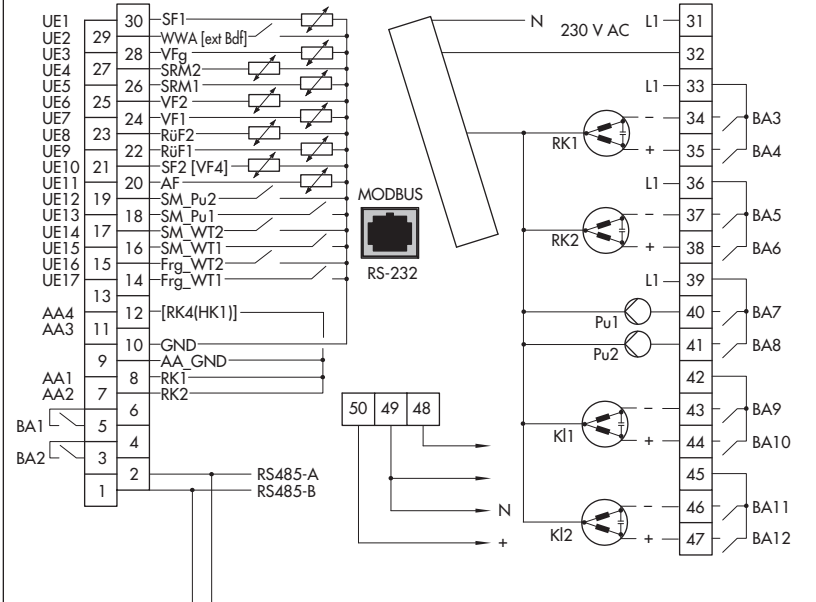 UE1 30 SF1
UE2 29 WWA [ext Bdf]
UE3 28 VFg
UE4 27 SRM2
UE5 26 SRM1
UE6 25 VF2
UE7 24 VF1
UE8 23 RüF2
UE9 22 RüF1
UE10 21 SF2 [VF4]
UE11 20 AF
UE12 19 SM_Pu2
UE13 18 SM_Pu1
UE14 17 SM_WT2
UE15 16 SM_WT1
UE16 15 Frg_WT2
UE17 14 Frg_WT1
13
AA4 12 [RK4(HK1)]
AA3 11
10 GND
9 AA_GND
AA1 8 RK1
AA2 7 RK2
6
BA1 5
4
BA2 3
2 RS485-A
1 RS485-B
MODBUS
RS-232
50 49 48
N
+
N 230 V AC L1 31
32
L1 33
RK1 − 34 BA3
+ 35 BA4
L1 36
RK2 − 37 BA5
+ 38 BA6
L1 39
Pu1 40 BA7
Pu2 41 BA8
42
Kl1 − 43 BA9
+ 44 BA10
45
Kl2 − 46 BA11
+ 47 BA12